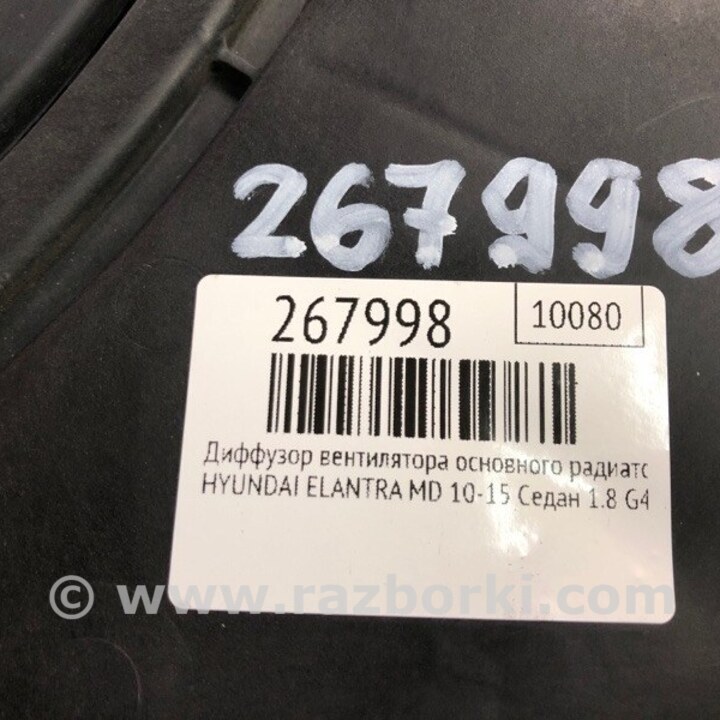 267998
267998
10080
Диффузор вентилятора основного радиатс
HYUNDAI ELANTRA MD 10-15 Седан 1.8 G4
© www.razborki.com